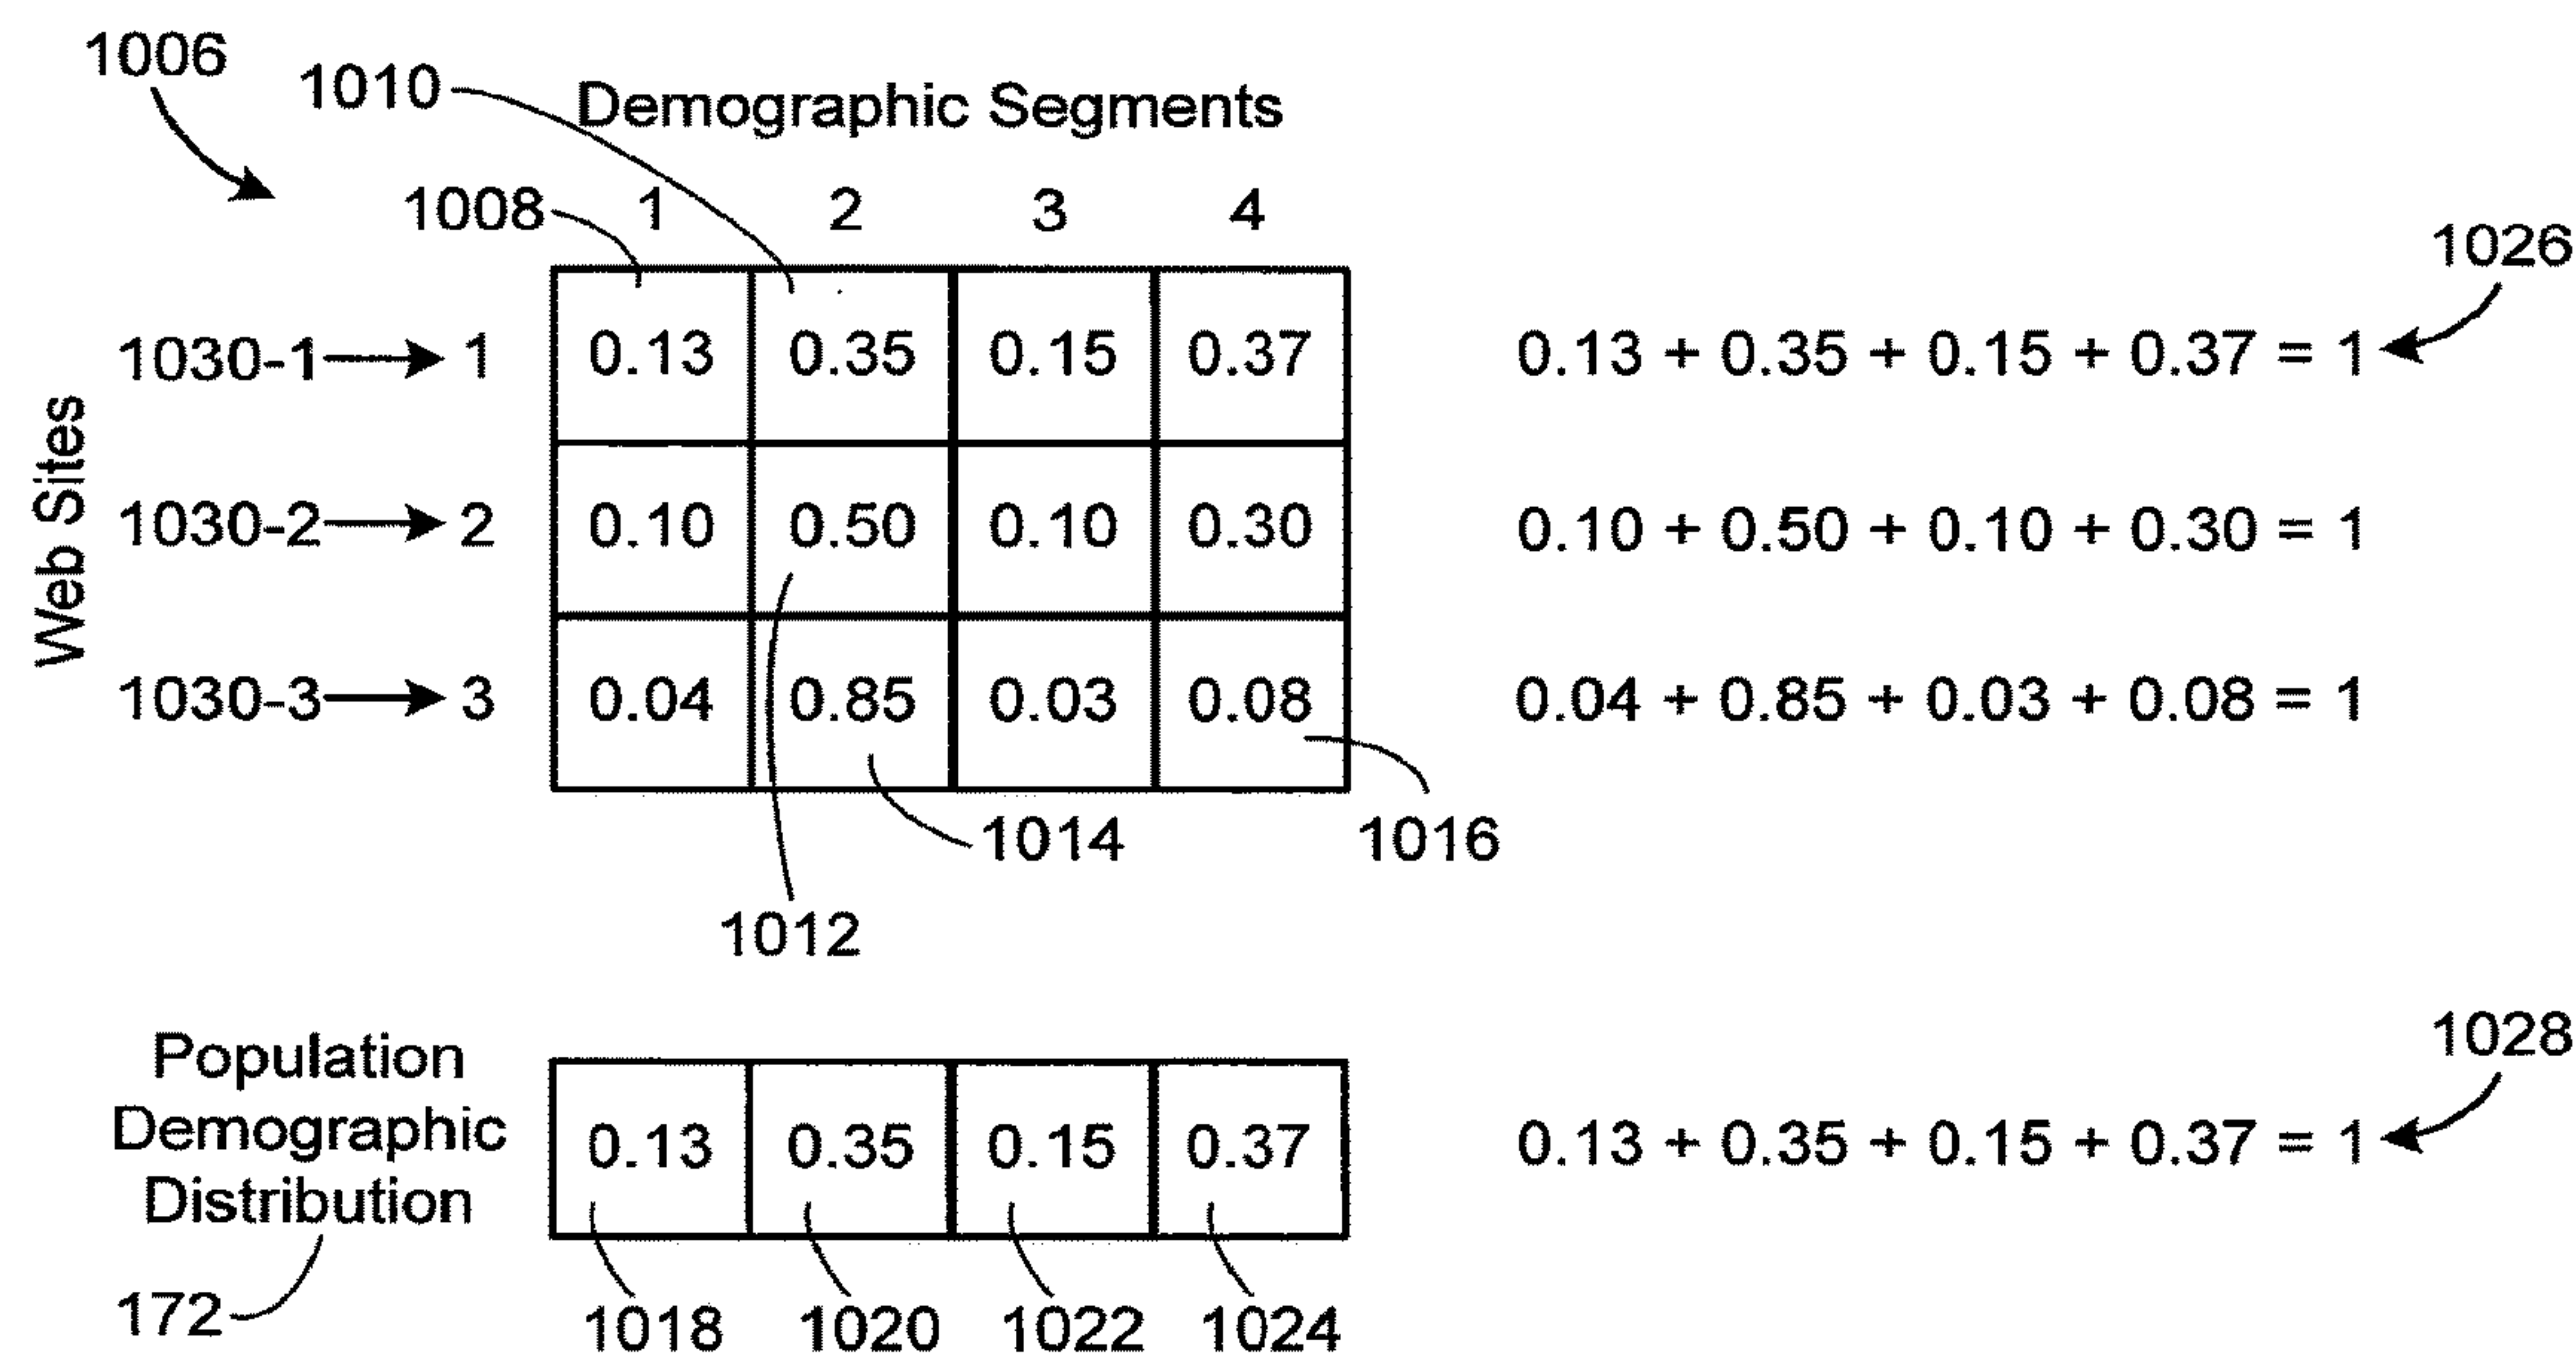 1006
1010
Demographic Segments
1008 1 2 3 4
1026
Web Sites
1030-1 1 0.13 0.35 0.15 0.37 0.13 + 0.35 + 0.15 + 0.37 = 1
1030-2 2 0.10 0.50 0.10 0.30 0.10 + 0.50 + 0.10 + 0.30 = 1
1030-3 3 0.04 0.85 0.03 0.08 0.04 + 0.85 + 0.03 + 0.08 = 1
1014 1016
1012
Population
Demographic
Distribution
1028
0.13 0.35 0.15 0.37 0.13 + 0.35 + 0.15 + 0.37 = 1
172 1018 1020 1022 1024